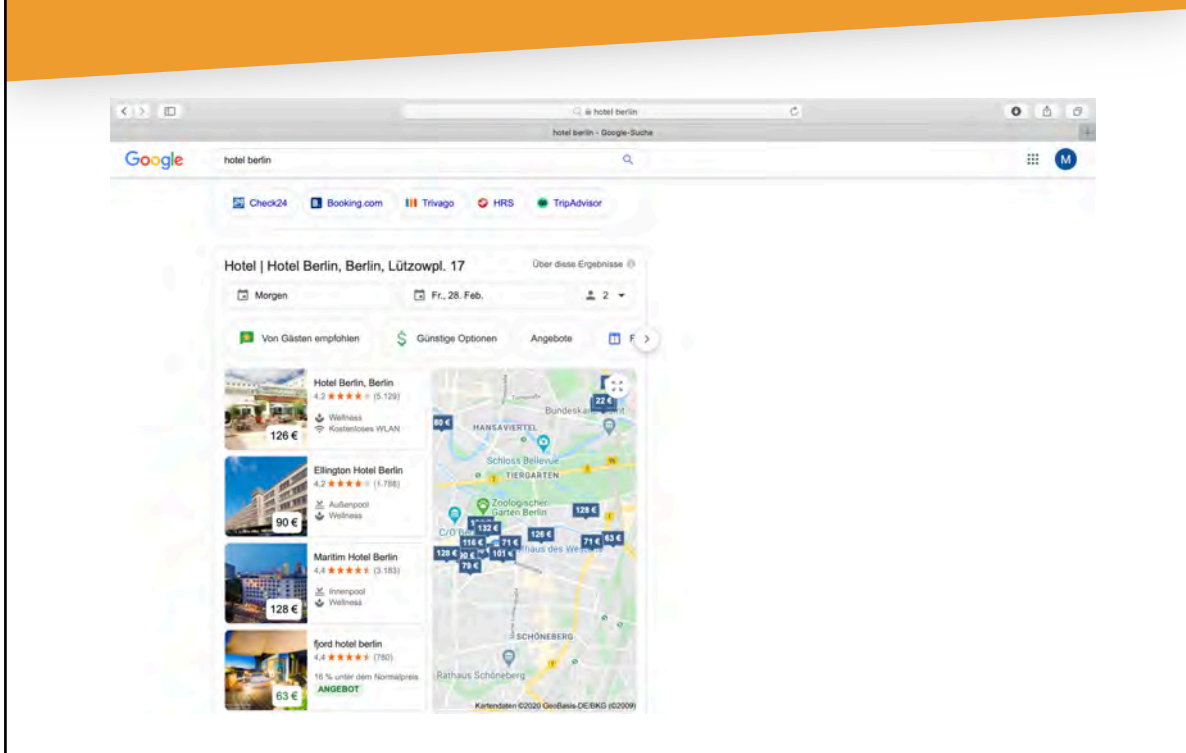 hotel berlin
hotel berlin - Google-Suche
Google
hotel berlin
M
Check24
Booking.com
Trivago
HRS
TripAdvisor
Hotel | Hotel Berlin, Berlin, Lützowpl. 17
Über diese Ergebnisse
Morgen
Fr., 28. Feb.
2
Von Gästen empfohlen
Günstige Optionen
Angebote
F
Hotel Berlin, Berlin
4,2 (5.129)
Wellness
Kostenloses WLAN
126 €
Ellington Hotel Berlin
4,2 (1.788)
Außenpool
Wellness
90 €
Maritim Hotel Berlin
4,4 (3.183)
Innenpool
Wellness
128 €
fjord hotel berlin
4,4 (780)
16 % unter dem Normalpreis
ANGEBOT
63 €
22 €
80 €
HANSAVIERTEL
Schloss Bellevue
TIERGARTEN
Zoologischer
Garten Berlin
128 €
132 €
116 €
71 €
126 €
71 €
63 €
128 €
101 €
79 €
SCHÖNEBERG
Rathaus Schöneberg
Kartendaten ©2020 GeoBasis-DE/BKG (©2009)